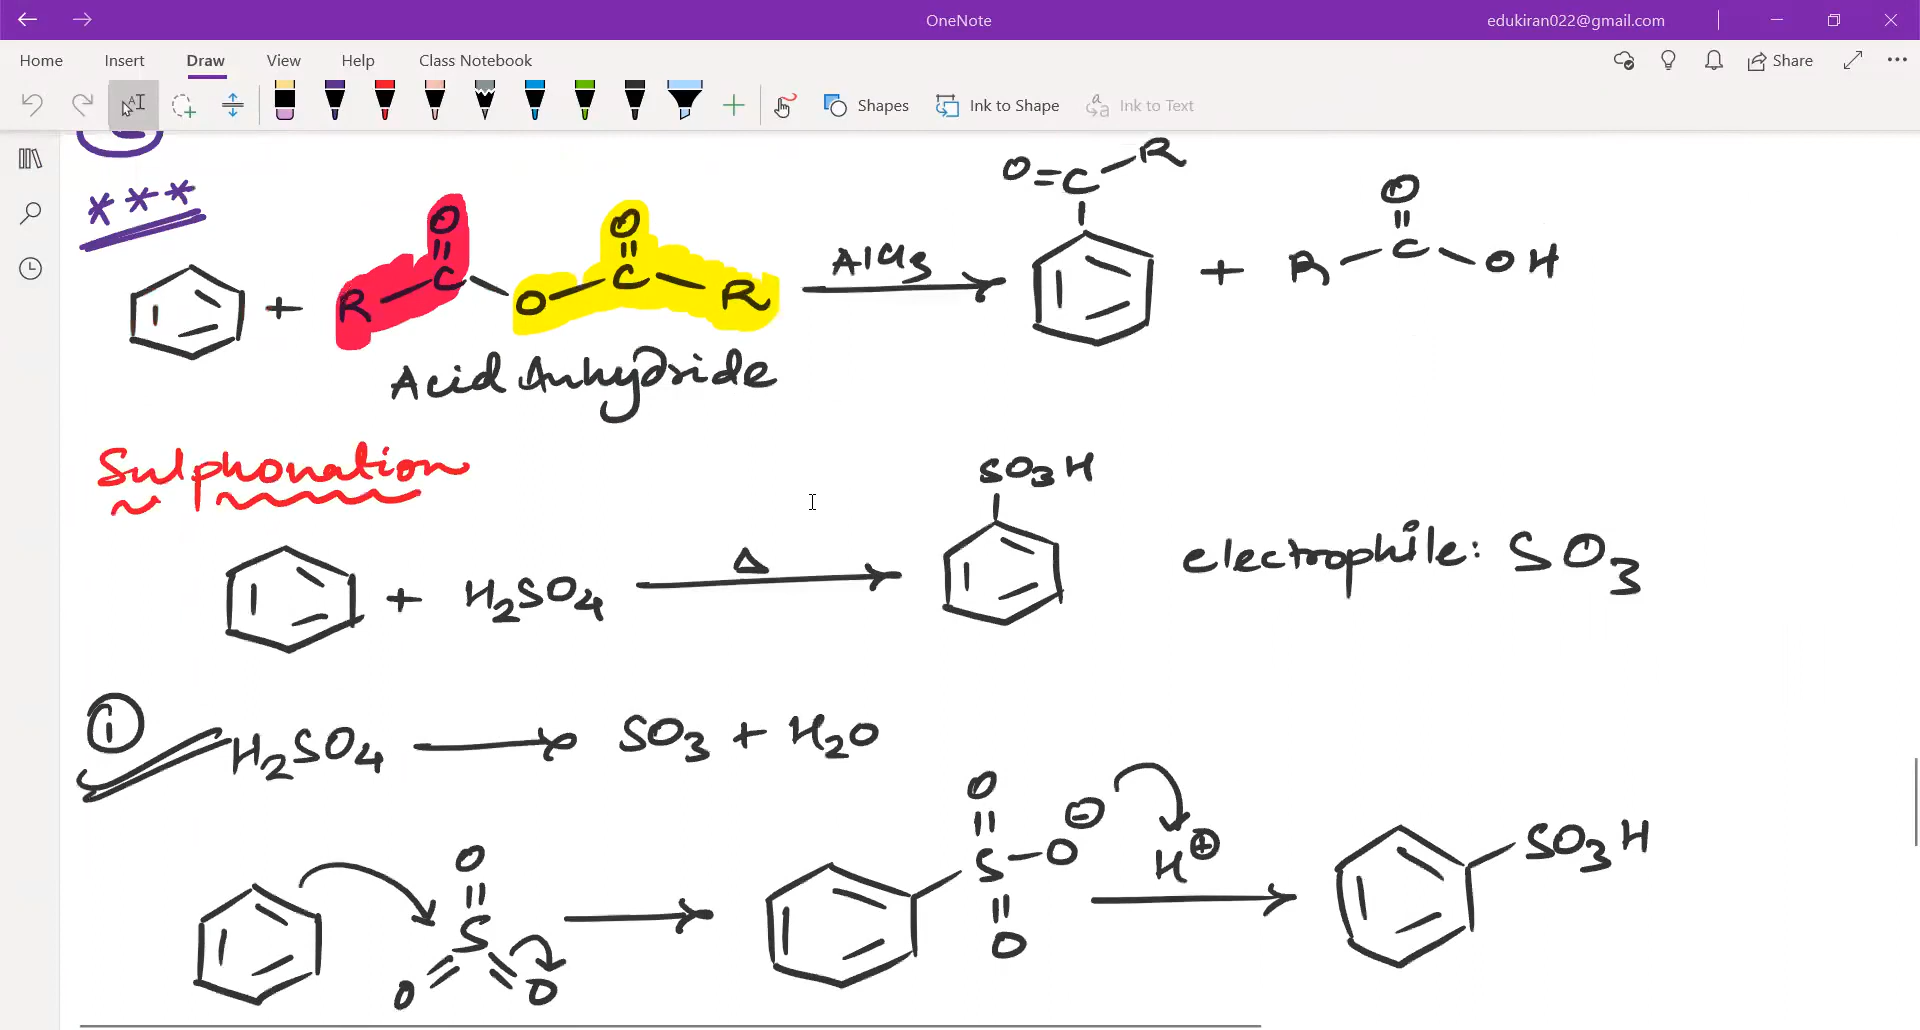 OneNote
edukiran022@gmail.com
Home Insert Draw View Help Class Notebook Share
Shapes Ink to Shape Ink to Text
***
O=C-R
O O O
|| || ||
+ R-C-O-C-R AlCl3 + R-C-OH
Acid Anhydride
Sulphonation
SO3H
+ H2SO4 Δ electrophile: SO3
① H2SO4 → SO3 + H2O
O ⊖
O || H⊕ SO3H
|| S-O
S ||
O O O